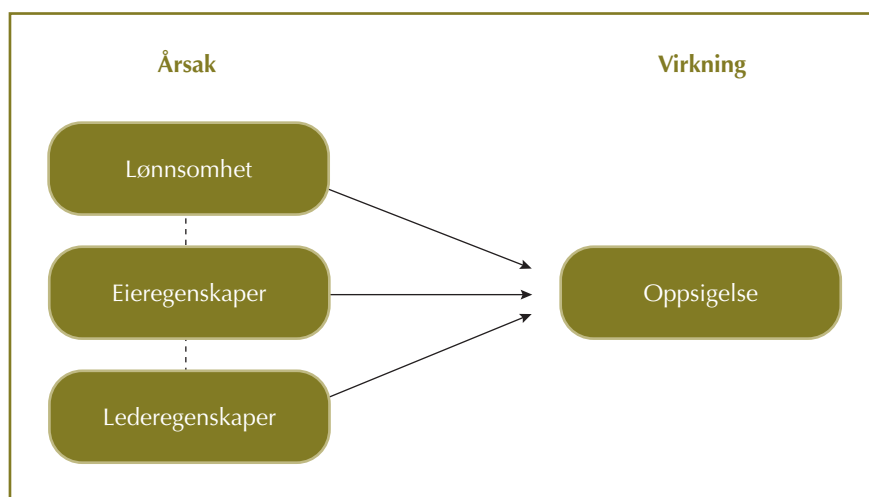 Årsak
Virkning
Lønnsomhet
Eieregenskaper
Oppsigelse
Lederegenskaper